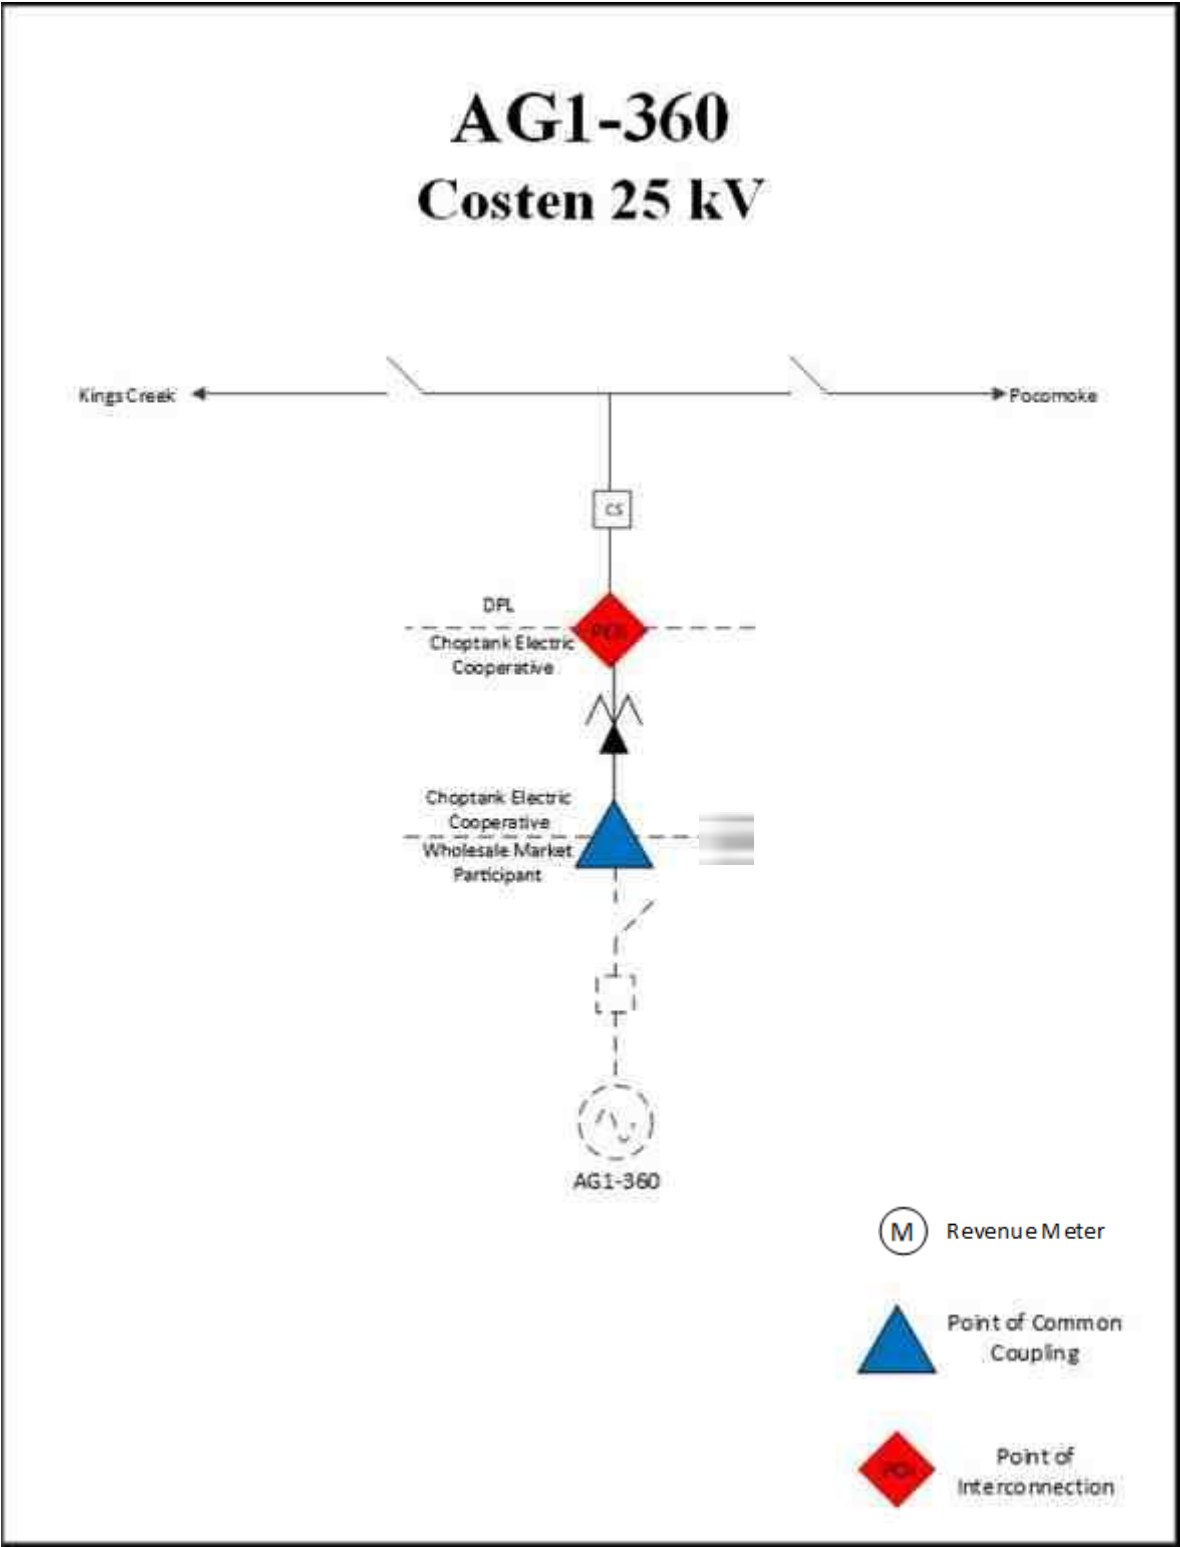 AG1-360
Costen 25 kV
Kings Creek
Pocomoke
CS
DPL
Choptank Electric
Cooperative
Choptank Electric
Cooperative
Wholesale Market
Participant
AG1-360
M Revenue Meter
Point of Common
Coupling
Point of
Interconnection